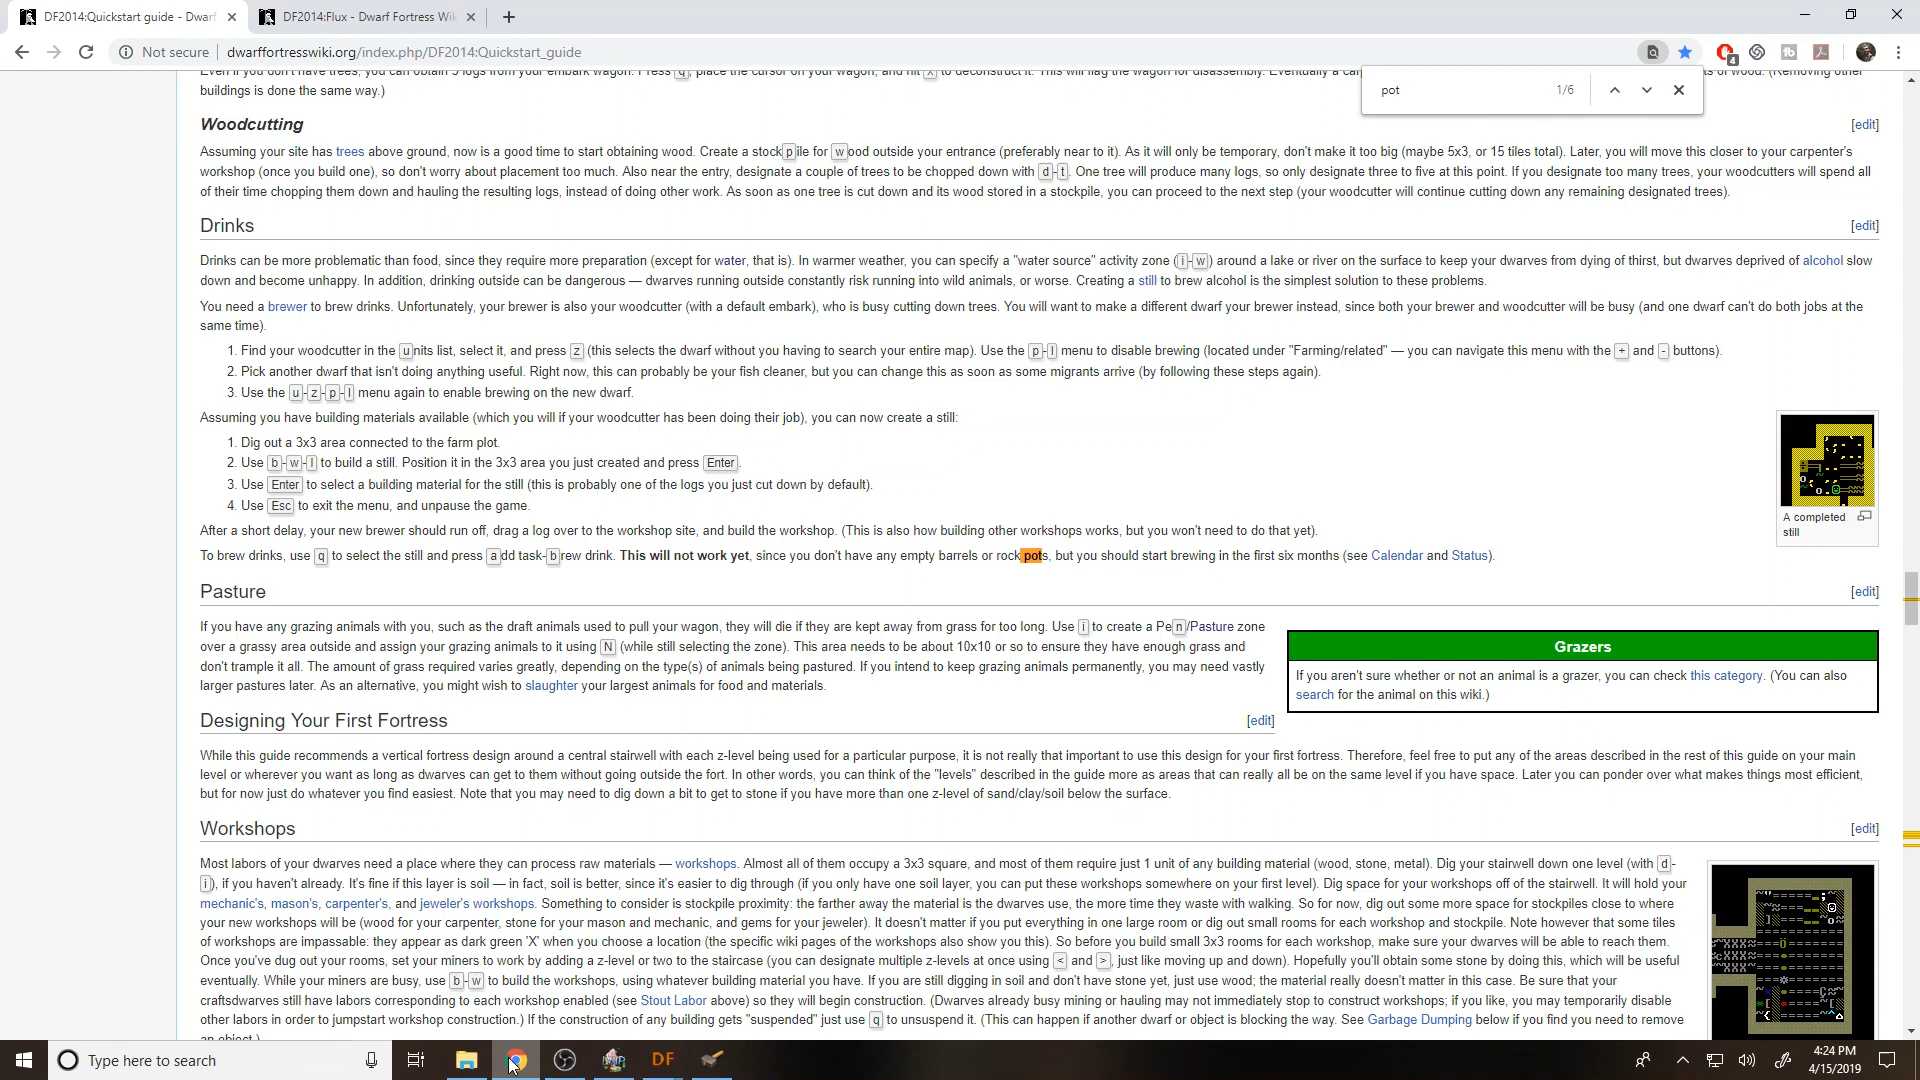 DF2014:Quickstart guide - Dwarf
DF2014:Flux - Dwarf Fortress Wik
Not secure
dwarffortresswiki.org/index.php/DF2014:Quickstart_guide
4
pot
1/6
buildings is done the same way.)
Woodcutting
[edit]
Assuming your site has trees above ground, now is a good time to start obtaining wood. Create a stockpile for wood outside your entrance (preferably near to it). As it will only be temporary, don't make it too big (maybe 5x3, or 15 tiles total). Later, you will move this closer to your carpenter's
workshop (once you build one), so don't worry about placement too much. Also near the entry, designate a couple of trees to be chopped down with d-t. One tree will produce many logs, so only designate three to five at this point. If you designate too many trees, your woodcutters will spend all
of their time chopping them down and hauling the resulting logs, instead of doing other work. As soon as one tree is cut down and its wood stored in a stockpile, you can proceed to the next step (your woodcutter will continue cutting down any remaining designated trees).
Drinks
[edit]
Drinks can be more problematic than food, since they require more preparation (except for water, that is). In warmer weather, you can specify a "water source" activity zone (i-w) around a lake or river on the surface to keep your dwarves from dying of thirst, but dwarves deprived of alcohol slow
down and become unhappy. In addition, drinking outside can be dangerous — dwarves running outside constantly risk running into wild animals, or worse. Creating a still to brew alcohol is the simplest solution to these problems.
You need a brewer to brew drinks. Unfortunately, your brewer is also your woodcutter (with a default embark), who is busy cutting down trees. You will want to make a different dwarf your brewer instead, since both your brewer and woodcutter will be busy (and one dwarf can't do both jobs at the
same time).
1. Find your woodcutter in the units list, select it, and press z (this selects the dwarf without you having to search your entire map). Use the p-l menu to disable brewing (located under "Farming/related" — you can navigate this menu with the + and - buttons).
2. Pick another dwarf that isn't doing anything useful. Right now, this can probably be your fish cleaner, but you can change this as soon as some migrants arrive (by following these steps again).
3. Use the u-z-p-l menu again to enable brewing on the new dwarf.
Assuming you have building materials available (which you will if your woodcutter has been doing their job), you can now create a still:
1. Dig out a 3x3 area connected to the farm plot.
2. Use b-w-l to build a still. Position it in the 3x3 area you just created and press Enter.
3. Use Enter to select a building material for the still (this is probably one of the logs you just cut down by default).
4. Use Esc to exit the menu, and unpause the game.
A completed
still
After a short delay, your new brewer should run off, drag a log over to the workshop site, and build the workshop. (This is also how building other workshops works, but you won't need to do that yet).
To brew drinks, use q to select the still and press add task-brew drink. This will not work yet, since you don't have any empty barrels or rock pots, but you should start brewing in the first six months (see Calendar and Status).
Pasture
[edit]
If you have any grazing animals with you, such as the draft animals used to pull your wagon, they will die if they are kept away from grass for too long. Use i to create a Pen/Pasture zone
over a grassy area outside and assign your grazing animals to it using N (while still selecting the zone). This area needs to be about 10x10 or so to ensure they have enough grass and
don't trample it all. The amount of grass required varies greatly, depending on the type(s) of animals being pastured. If you intend to keep grazing animals permanently, you may need vastly
larger pastures later. As an alternative, you might wish to slaughter your largest animals for food and materials.
Grazers
If you aren't sure whether or not an animal is a grazer, you can check this category. (You can also
search for the animal on this wiki.)
Designing Your First Fortress
[edit]
While this guide recommends a vertical fortress design around a central stairwell with each z-level being used for a particular purpose, it is not really that important to use this design for your first fortress. Therefore, feel free to put any of the areas described in the rest of this guide on your main
level or wherever you want as long as dwarves can get to them without going outside the fort. In other words, you can think of the "levels" described in the guide more as areas that can really all be on the same level if you have space. Later you can ponder over what makes things most efficient,
but for now just do whatever you find easiest. Note that you may need to dig down a bit to get to stone if you have more than one z-level of sand/clay/soil below the surface.
Workshops
[edit]
Most labors of your dwarves need a place where they can process raw materials — workshops. Almost all of them occupy a 3x3 square, and most of them require just 1 unit of any building material (wood, stone, metal). Dig your stairwell down one level (with d-
i), if you haven't already. It's fine if this layer is soil — in fact, soil is better, since it's easier to dig through (if you only have one soil layer, you can put these workshops somewhere on your first level). Dig space for your workshops off of the stairwell. It will hold your
mechanic's, mason's, carpenter's, and jeweler's workshops. Something to consider is stockpile proximity: the farther away the material is the dwarves use, the more time they waste with walking. So for now, dig out some more space for stockpiles close to where
your new workshops will be (wood for your carpenter, stone for your mason and mechanic, and gems for your jeweler). It doesn't matter if you put everything in one large room or dig out small rooms for each workshop and stockpile. Note however that some tiles
of workshops are impassable: they appear as dark green 'X' when you choose a location (the specific wiki pages of the workshops also show you this). So before you build small 3x3 rooms for each workshop, make sure your dwarves will be able to reach them.
Once you've dug out your rooms, set your miners to work by adding a z-level or two to the staircase (you can designate multiple z-levels at once using < and >, just like moving up and down). Hopefully you'll obtain some stone by doing this, which will be useful
eventually. While your miners are busy, use b-w to build the workshops, using whatever building material you have. If you are still digging in soil and don't have stone yet, just use wood; the material really doesn't matter in this case. Be sure that your
craftsdwarves still have labors corresponding to each workshop enabled (see Stout Labor above) so they will begin construction. (Dwarves already busy mining or hauling may not immediately stop to construct workshops; if you like, you may temporarily disable
other labors in order to jumpstart workshop construction.) If the construction of any building gets "suspended" just use q to unsuspend it. (This can happen if another dwarf or object is blocking the way. See Garbage Dumping below if you find you need to remove
an object.)
Type here to search
DF
4:24 PM
4/15/2019